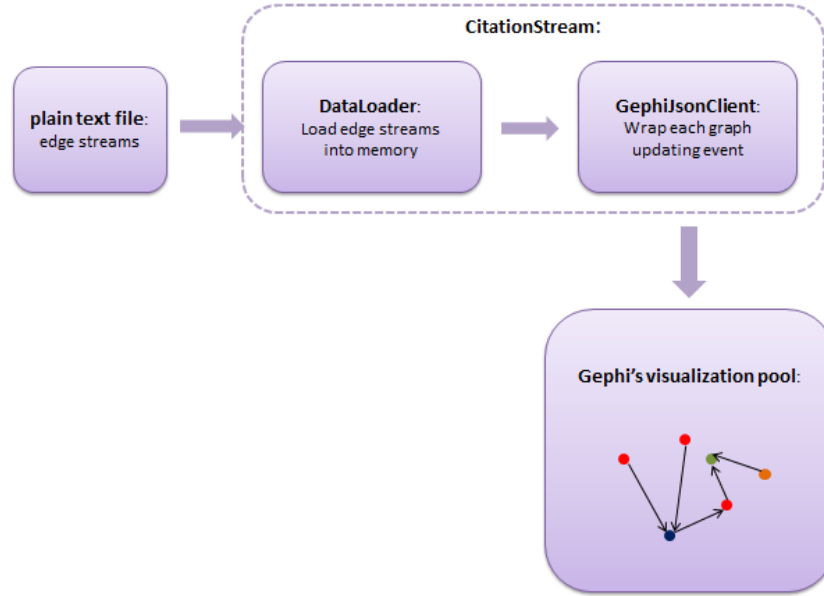 CitationStream:
plain text file:
edge streams
DataLoader:
Load edge streams
into memory
GephiJsonClient:
Wrap each graph
updating event
Gephi's visualization pool: